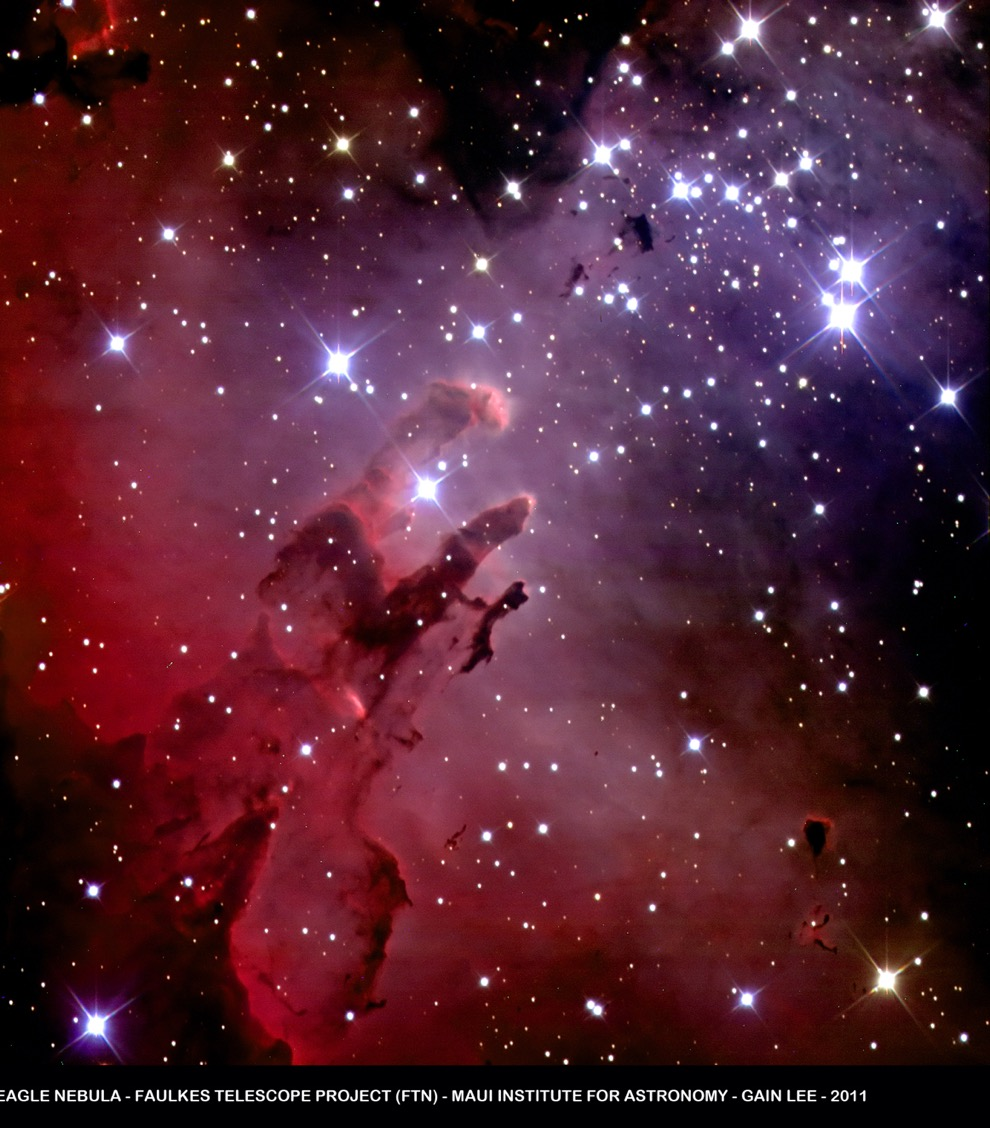 EAGLE NEBULA - FAULKES TELESCOPE PROJECT (FTN) - MAUI INSTITUTE FOR ASTRONOMY - GAIN LEE - 2011